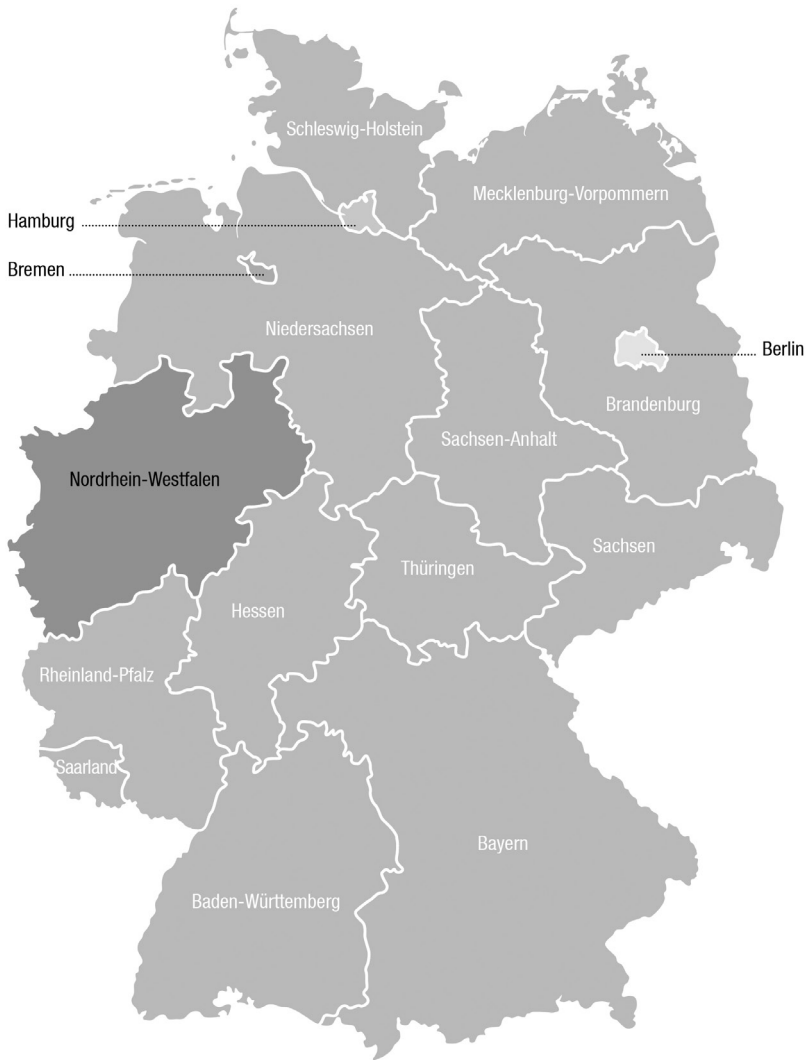 Schleswig-Holstein
Mecklenburg-Vorpommern
Hamburg
Bremen
Niedersachsen
Berlin
Brandenburg
Sachsen-Anhalt
Nordrhein-Westfalen
Sachsen
Thüringen
Hessen
Rheinland-Pfalz
Saarland
Bayern
Baden-Württemberg